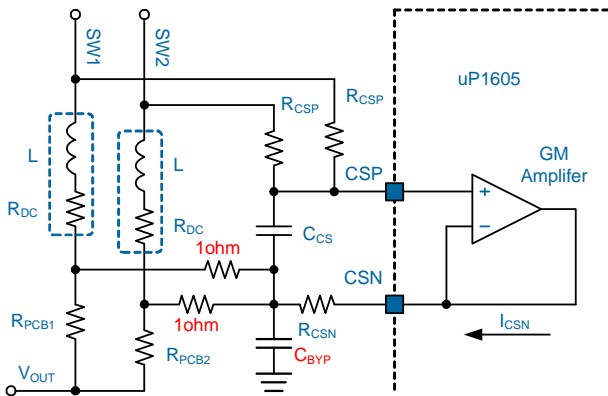 SW1
SW2
uP1605
RCSP
RCSP
L
L
CSP
GM
Amplifer
+
−
RDC
RDC
CCS
1ohm
CSN
1ohm
RCSN
ICSN
RPCB1
RPCB2
CBYP
VOUT